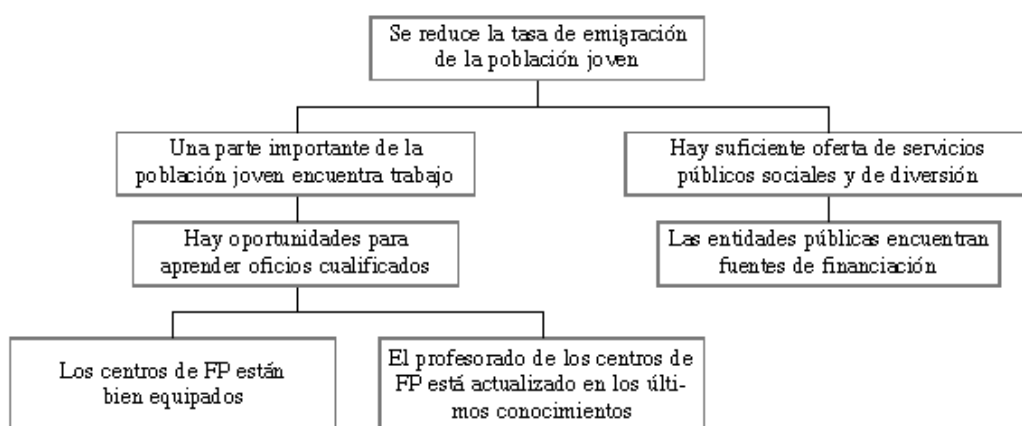 Se reduce la tasa de emigración
de la población joven
Una parte importante de la
población joven encuentra trabajo
Hay suficiente oferta de servicios
públicos sociales y de diversión
Hay oportunidades para
aprender oficios cualificados
Las entidades públicas encuentran
fuentes de financiación
Los centros de FP están
bien equipados
El profesorado de los centros de
FP está actualizado en los últi-
mos conocimientos